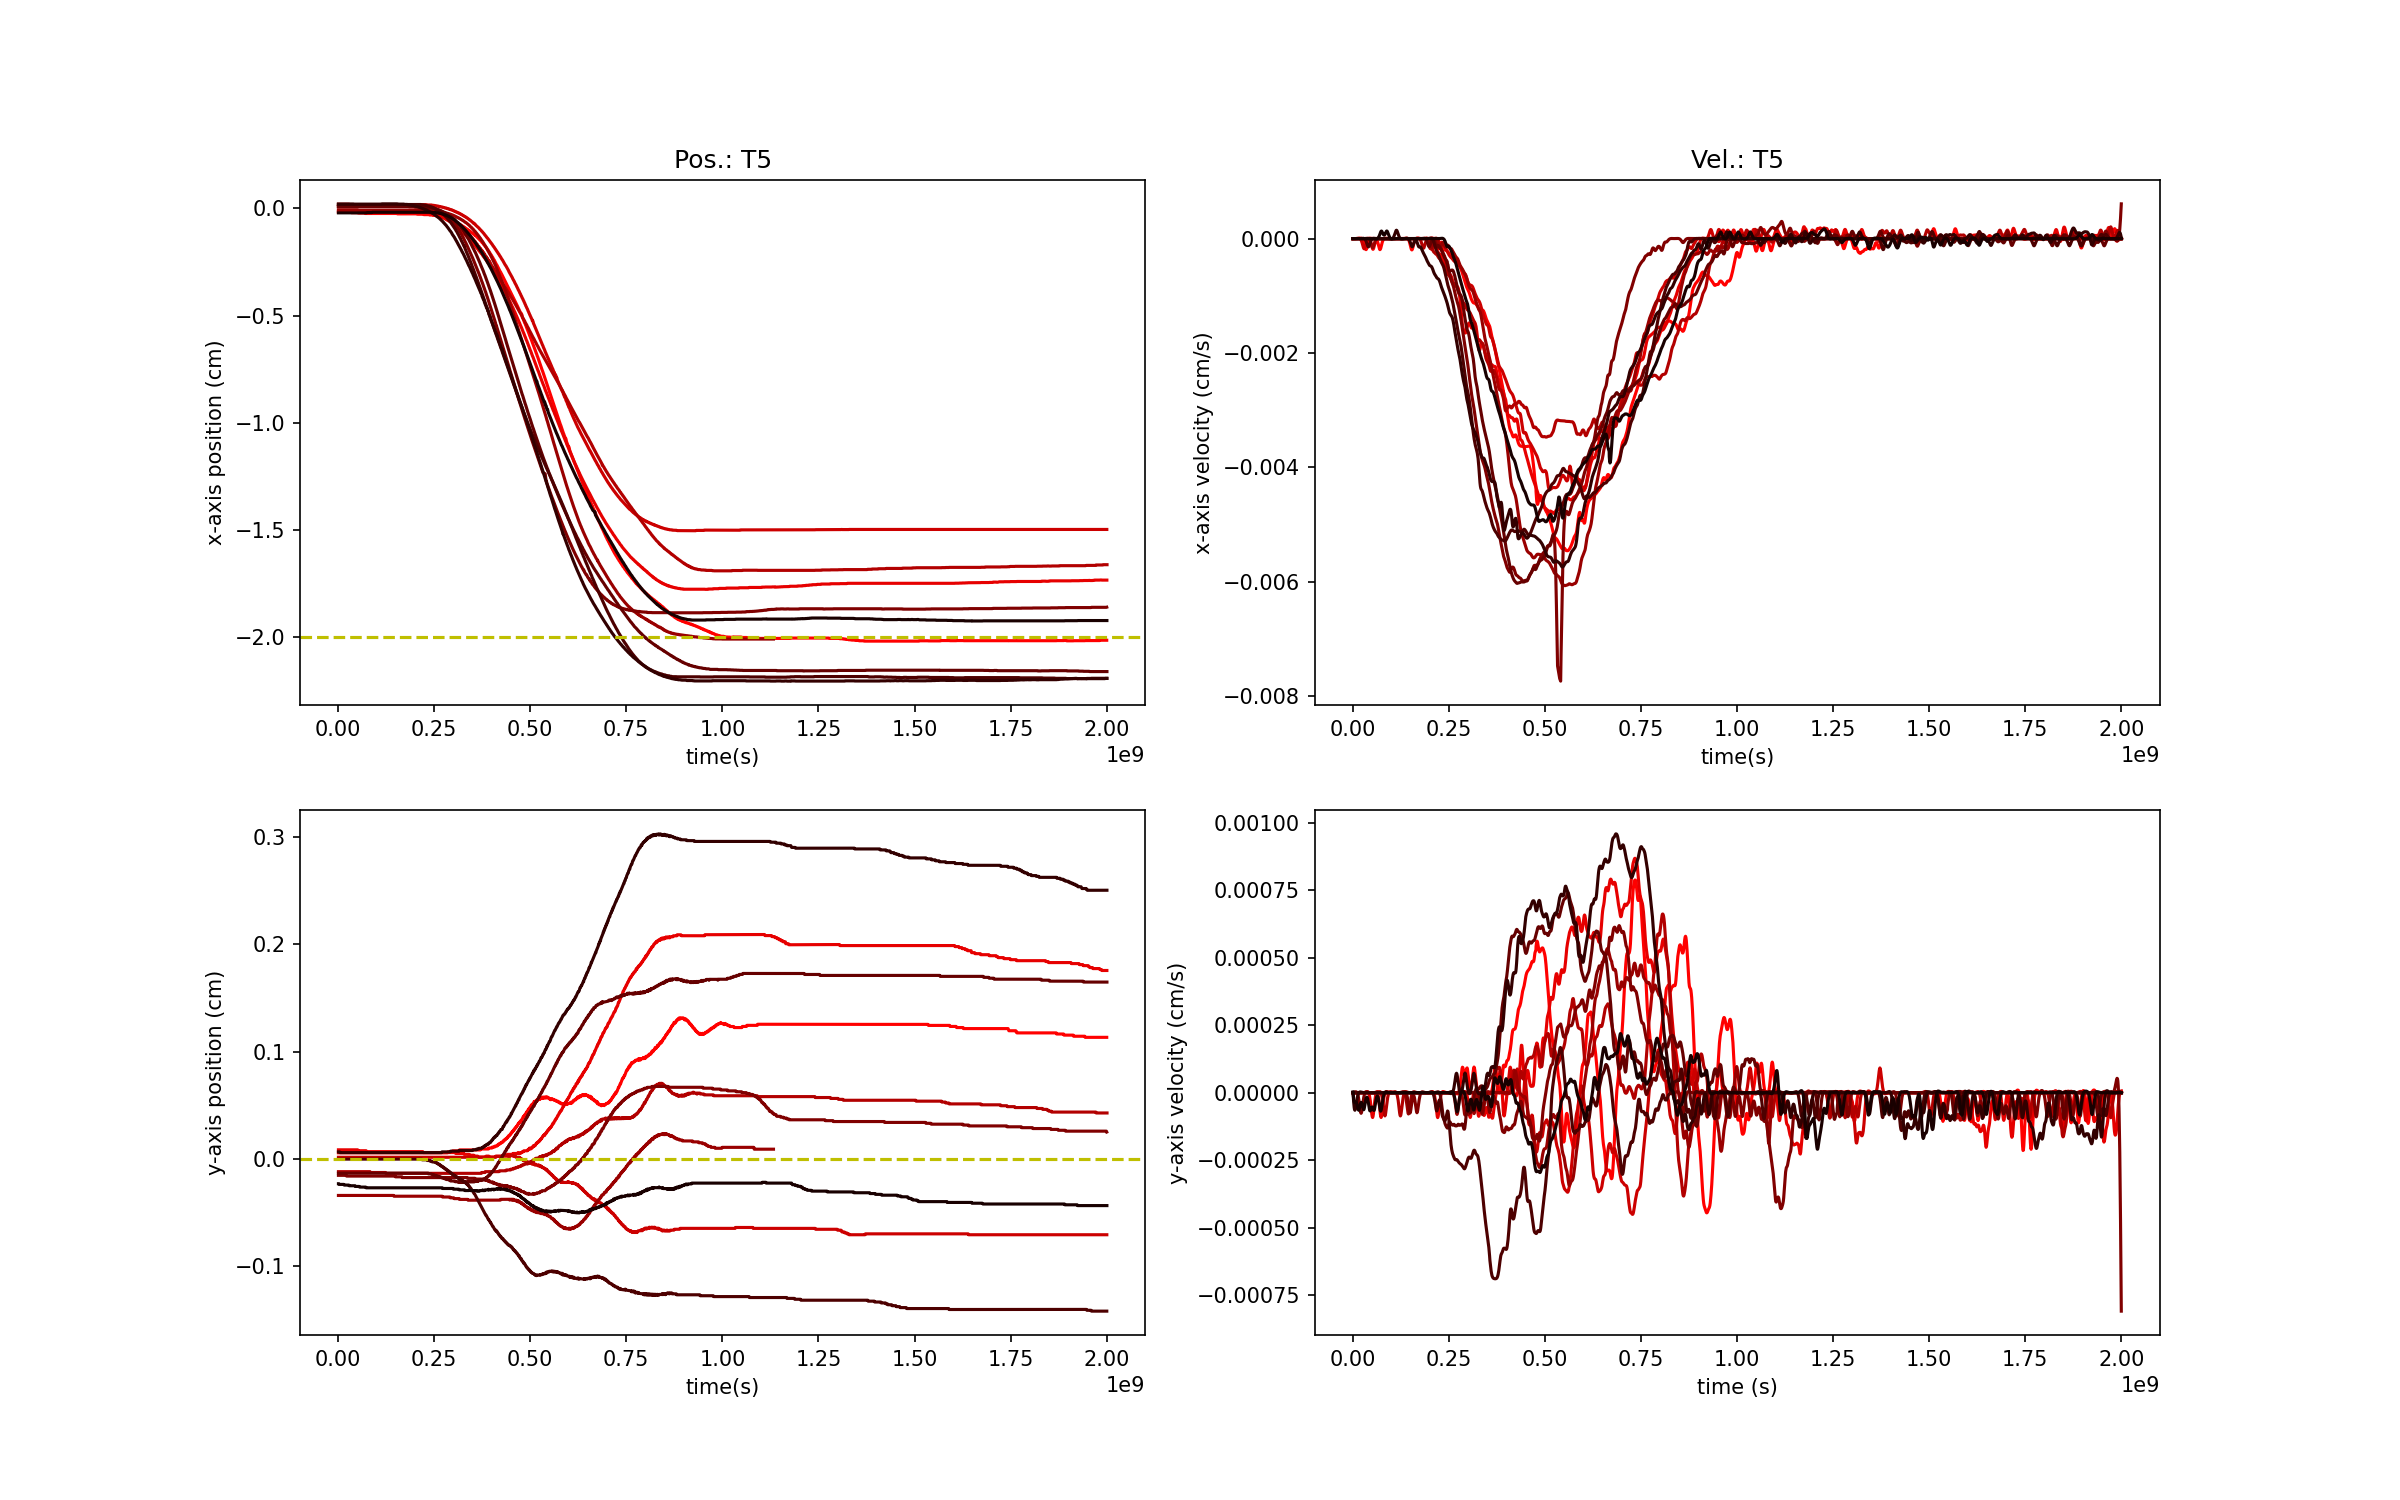 Pos.: T5
x-axis position (cm)
0.0
−0.5
−1.0
−1.5
−2.0
0.00 0.25 0.50 0.75 1.00 1.25 1.50 1.75 2.00
time(s)
1e9
Vel.: T5
x-axis velocity (cm/s)
0.000
−0.002
−0.004
−0.006
−0.008
0.00 0.25 0.50 0.75 1.00 1.25 1.50 1.75 2.00
time(s)
1e9
y-axis position (cm)
0.3
0.2
0.1
0.0
−0.1
0.00 0.25 0.50 0.75 1.00 1.25 1.50 1.75 2.00
time(s)
1e9
y-axis velocity (cm/s)
0.00100
0.00075
0.00050
0.00025
0.00000
−0.00025
−0.00050
−0.00075
0.00 0.25 0.50 0.75 1.00 1.25 1.50 1.75 2.00
time (s)
1e9